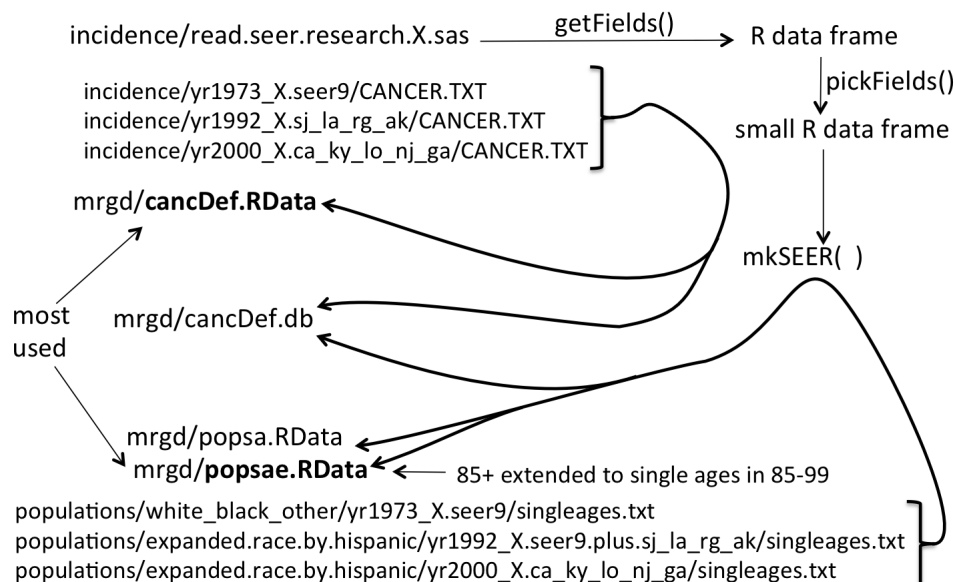 incidence/read.seer.research.X.sas
getFields()
R data frame
pickFields()
small R data frame
mkSEER( )
incidence/yr1973_X.seer9/CANCER.TXT
incidence/yr1992_X.sj_la_rg_ak/CANCER.TXT
incidence/yr2000_X.ca_ky_lo_nj_ga/CANCER.TXT
mrgd/cancDef.RData
most
used
mrgd/cancDef.db
mrgd/popsa.RData
mrgd/popsae.RData
85+ extended to single ages in 85-99
populations/white_black_other/yr1973_X.seer9/singleages.txt
populations/expanded.race.by.hispanic/yr1992_X.seer9.plus.sj_la_rg_ak/singleages.txt
populations/expanded.race.by.hispanic/yr2000_X.ca_ky_lo_nj_ga/singleages.txt